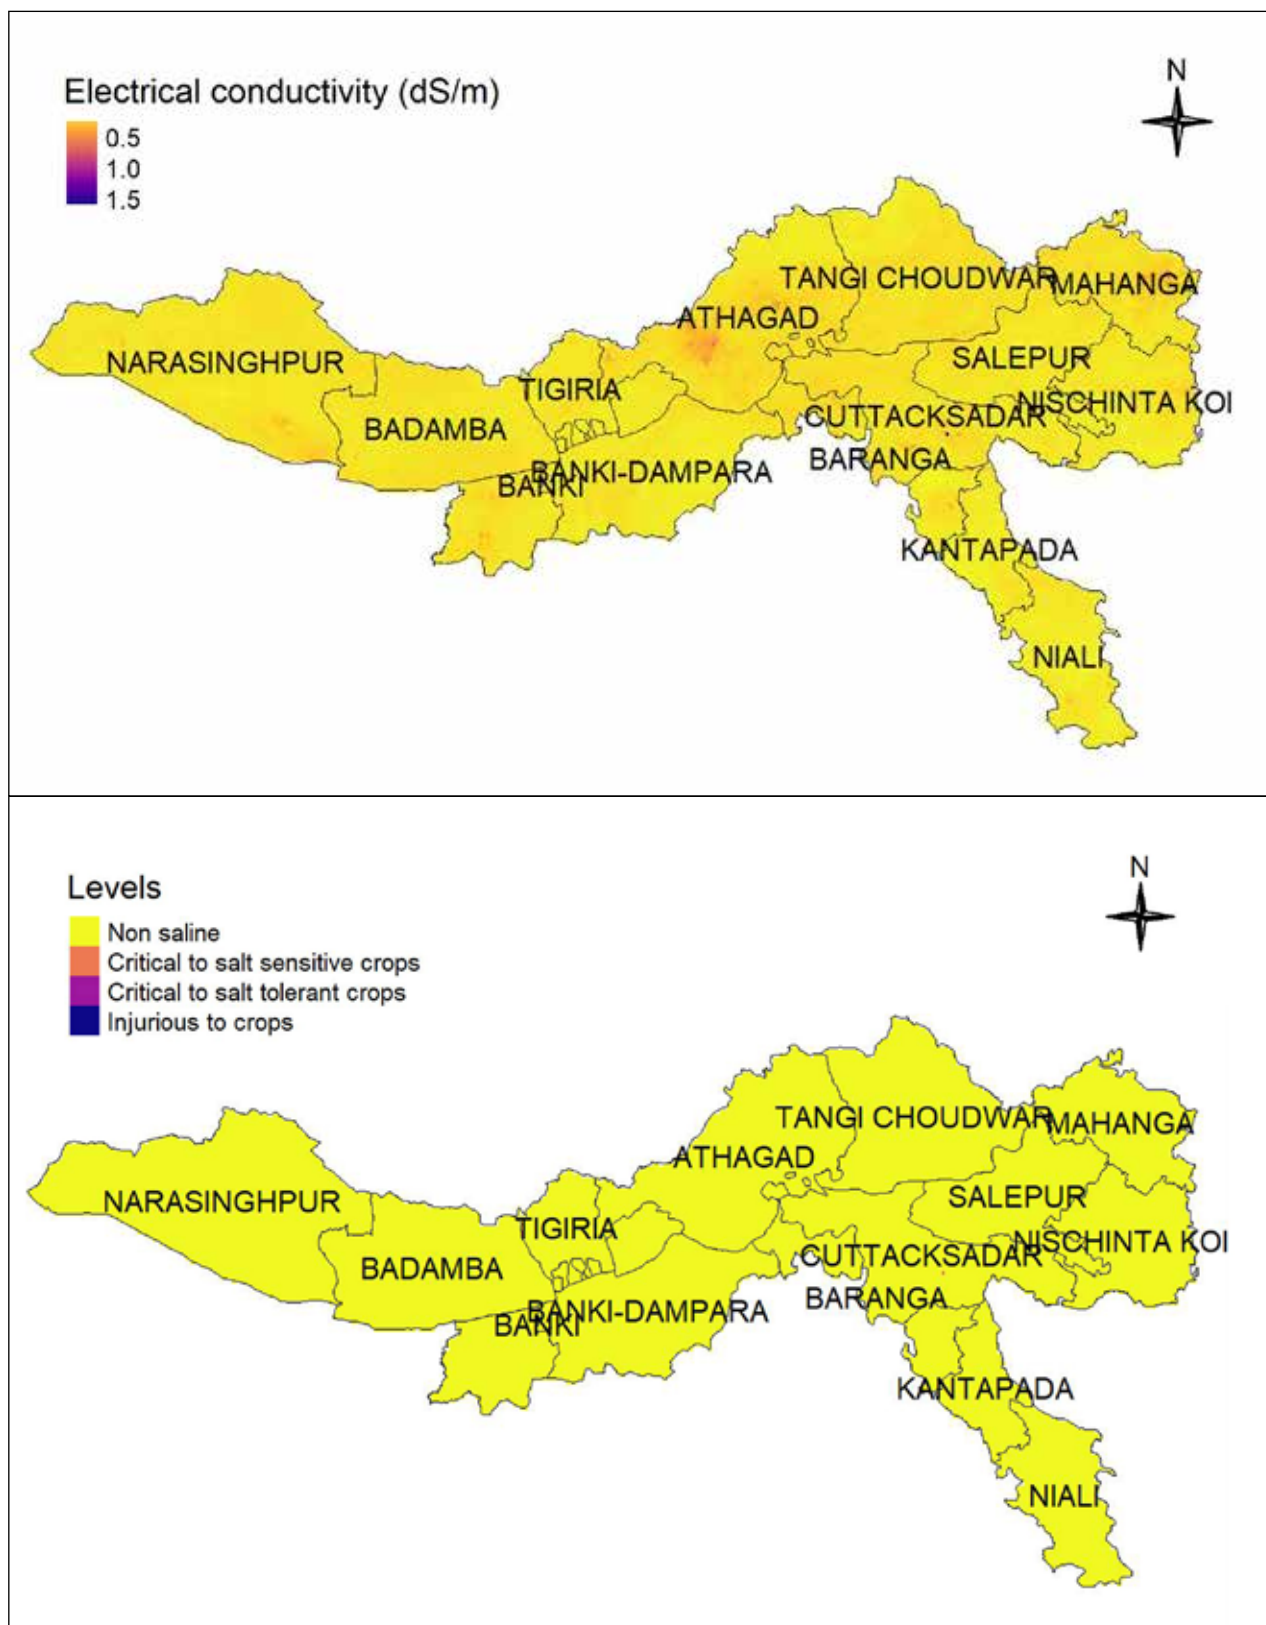 N
Electrical conductivity (dS/m)
0.5
1.0
1.5
TANGI CHOUDWAR
MAHANGA
ATHAGAD
NARASINGHPUR
SALEPUR
TIGIRIA
NISCHINTA KOI
BADAMBA
CUTTACKSADAR
BARANGA
BANKI-DAMPARA
BANKI
KANTAPADA
NIALI
N
Levels
Non saline
Critical to salt sensitive crops
Critical to salt tolerant crops
Injurious to crops
TANGI CHOUDWAR
MAHANGA
ATHAGAD
NARASINGHPUR
SALEPUR
TIGIRIA
NISCHINTA KOI
BADAMBA
CUTTACKSADAR
BARANGA
BANKI-DAMPARA
BANKI
KANTAPADA
NIALI